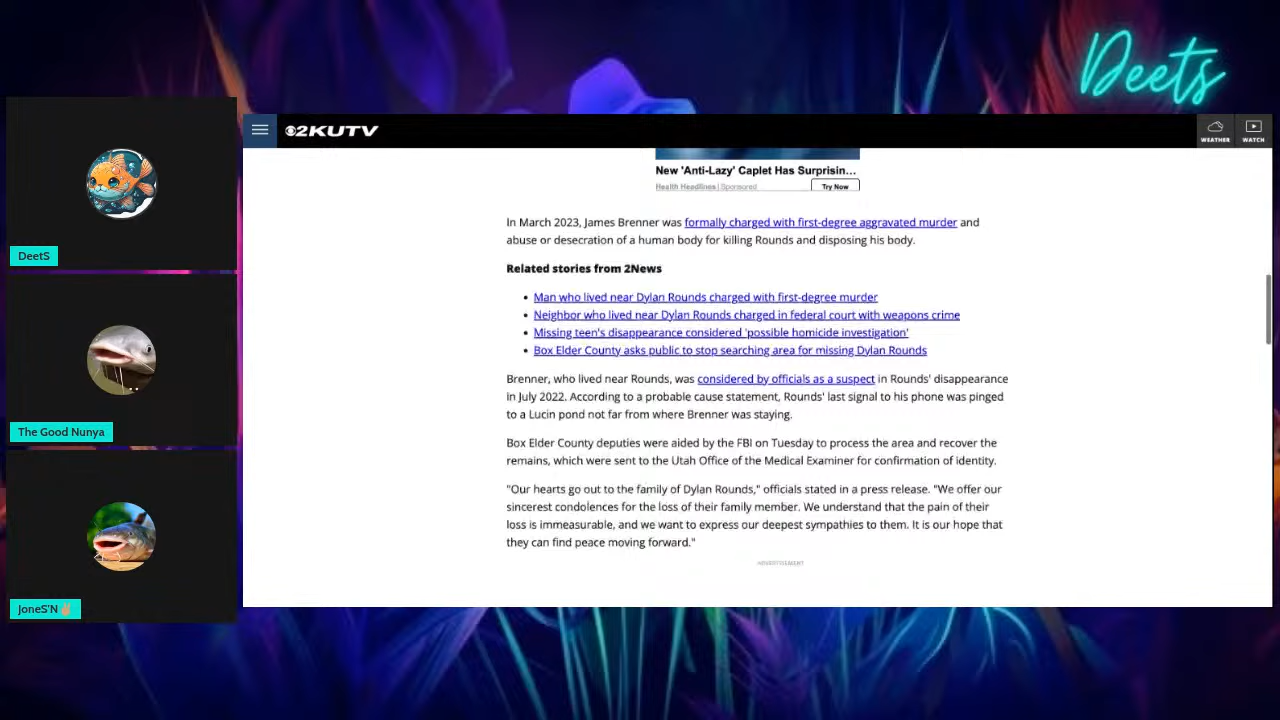 Deets
DeetS
The Good Nunya
JoneS'N ✌🏼
2KUTV
WEATHER
WATCH
New 'Anti-Lazy' Caplet Has Surprisin...
Health Headlines | Sponsored
Try Now
In March 2023, James Brenner was formally charged with first-degree aggravated murder and
abuse or desecration of a human body for killing Rounds and disposing his body.
Related stories from 2News
• Man who lived near Dylan Rounds charged with first-degree murder
• Neighbor who lived near Dylan Rounds charged in federal court with weapons crime
• Missing teen's disappearance considered 'possible homicide investigation'
• Box Elder County asks public to stop searching area for missing Dylan Rounds
Brenner, who lived near Rounds, was considered by officials as a suspect in Rounds' disappearance
in July 2022. According to a probable cause statement, Rounds' last signal to his phone was pinged
to a Lucin pond not far from where Brenner was staying.
Box Elder County deputies were aided by the FBI on Tuesday to process the area and recover the
remains, which were sent to the Utah Office of the Medical Examiner for confirmation of identity.
"Our hearts go out to the family of Dylan Rounds," officials stated in a press release. "We offer our
sincerest condolences for the loss of their family member. We understand that the pain of their
loss is immeasurable, and we want to express our deepest sympathies to them. It is our hope that
they can find peace moving forward."
ADVERTISEMENT